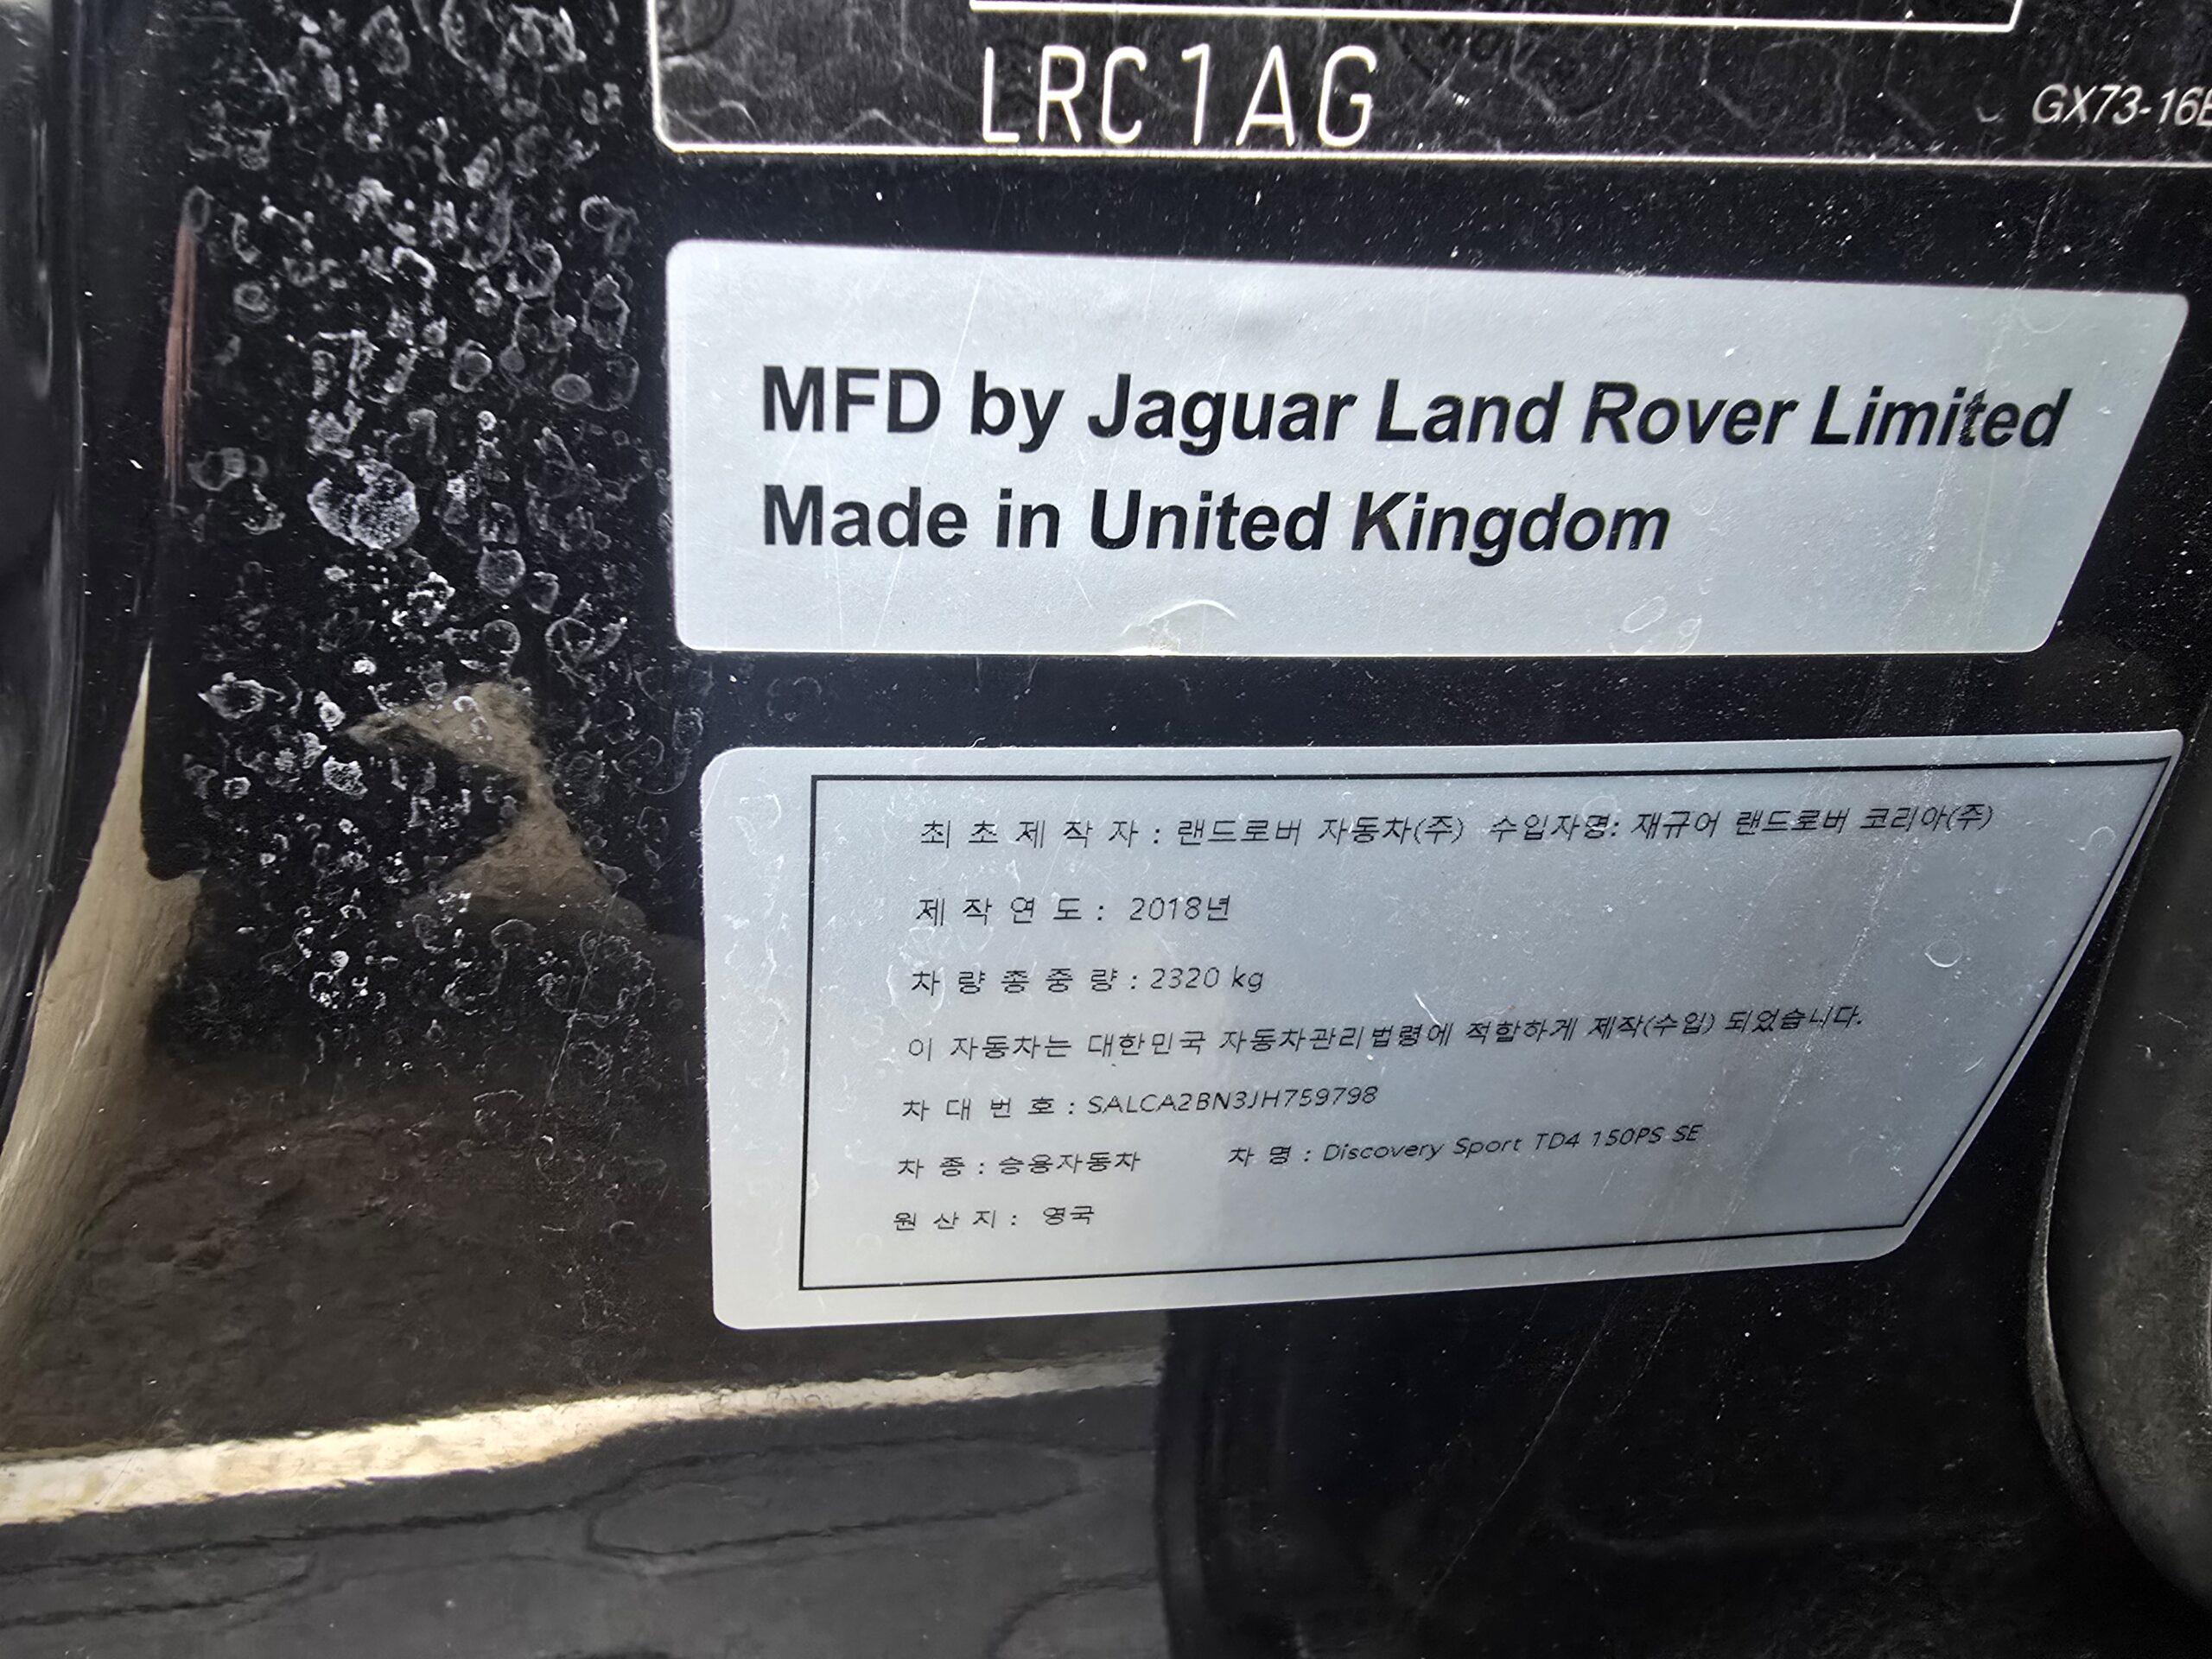 LRC1AG
GX73-16
MFD by Jaguar Land Rover Limited
Made in United Kingdom
최 초 제 작 자 : 랜드로버 자동차(주) 수입자명: 재규어 랜드로버 코리아(주)
제 작 연 도 : 2018년
차 량 총 중 량 : 2320 kg
이 자동차는 대한민국 자동차관리법령에 적합하게 제작(수입) 되었습니다.
차 대 번 호 : SALCA2BN3JH759798
차 종 : 승용자동차 차 명 : Discovery Sport TD4 150PS SE
원 산 지 : 영국